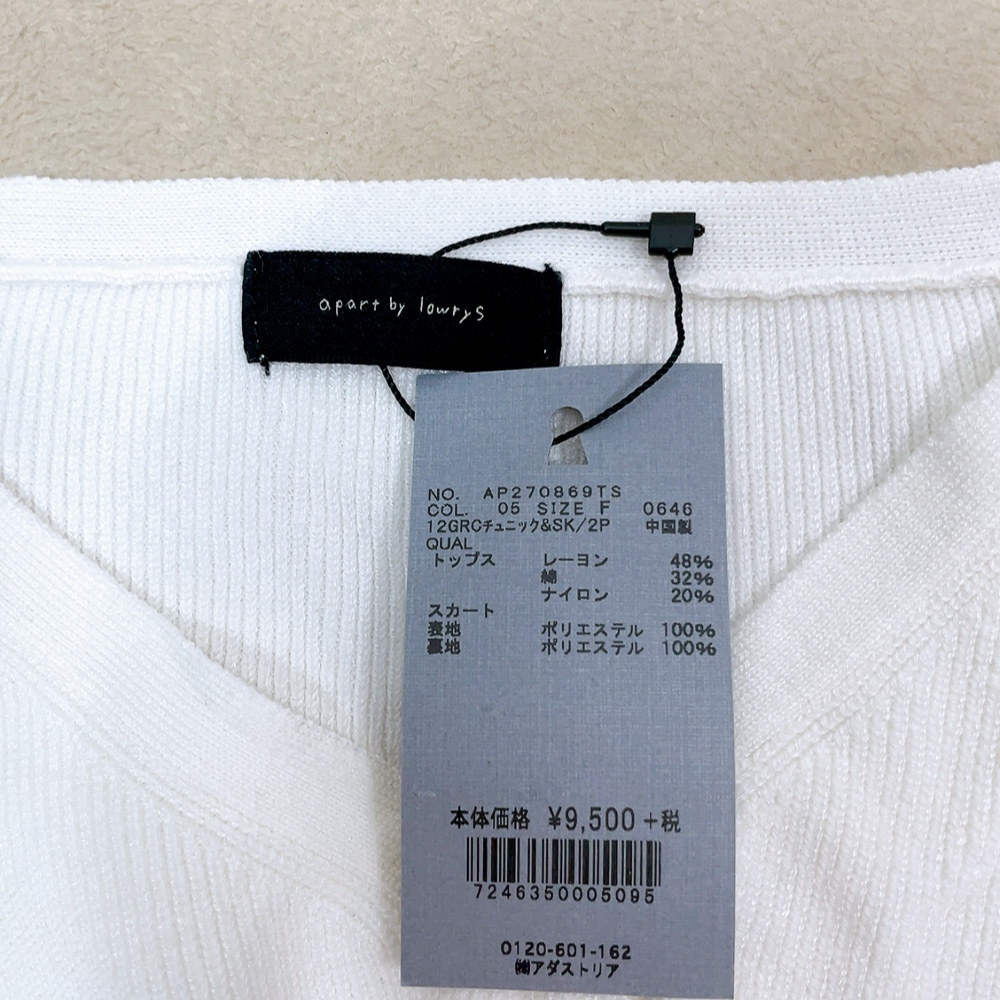 apart by lowrys
NO. AP270869TS
COL. 05 SIZE F 0646
12GRCチュニック&SK/2P 中国製
QUAL
トップス レーヨン 48%
綿 32%
ナイロン 20%
スカート
表地 ポリエステル 100%
裏地 ポリエステル 100%
本体価格 ¥9,500+税
7246350005095
0120-601-162
㈱アダストリア